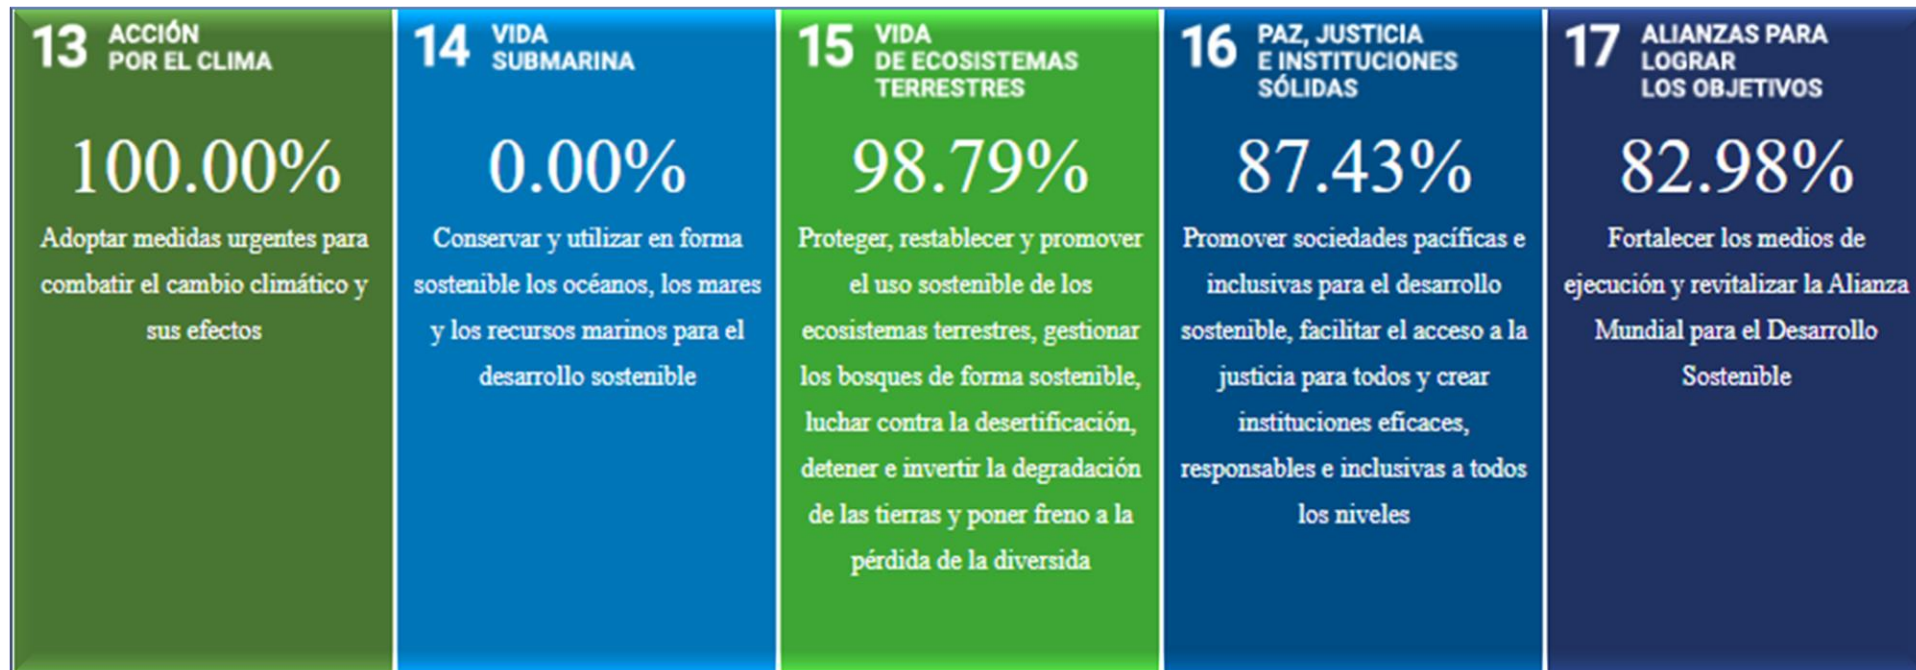 13 ACCIÓN
POR EL CLIMA
100.00%
Adoptar medidas urgentes para
combatir el cambio climático y
sus efectos
14 VIDA
SUBMARINA
0.00%
Conservar y utilizar en forma
sostenible los océanos, los mares
y los recursos marinos para el
desarrollo sostenible
15 VIDA
DE ECOSISTEMAS
TERRESTRES
98.79%
Proteger, restablecer y promover
el uso sostenible de los
ecosistemas terrestres, gestionar
los bosques de forma sostenible,
luchar contra la desertificación,
detener e invertir la degradación
de las tierras y poner freno a la
pérdida de la diversida
16 PAZ, JUSTICIA
E INSTITUCIONES
SÓLIDAS
87.43%
Promover sociedades pacíficas e
inclusivas para el desarrollo
sostenible, facilitar el acceso a la
justicia para todos y crear
instituciones eficaces,
responsables e inclusivas a todos
los niveles
17 ALIANZAS PARA
LOGRAR
LOS OBJETIVOS
82.98%
Fortalecer los medios de
ejecución y revitalizar la Alianza
Mundial para el Desarrollo
Sostenible